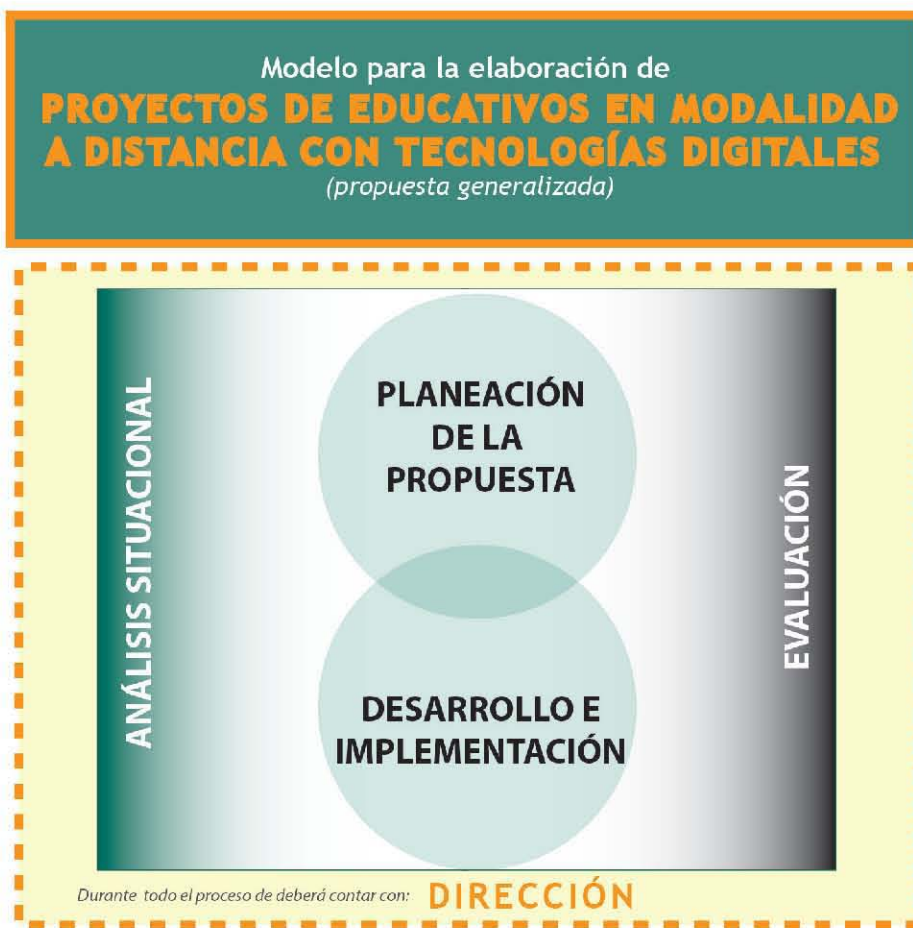 Modelo para la elaboración de
PROYECTOS DE EDUCATIVOS EN MODALIDAD
A DISTANCIA CON TECNOLOGÍAS DIGITALES
(propuesta generalizada)
ANÁLISIS SITUACIONAL
PLANEACIÓN
DE LA
PROPUESTA
DESARROLLO E
IMPLEMENTACIÓN
EVALUACIÓN
Durante todo el proceso de deberá contar con: DIRECCIÓN